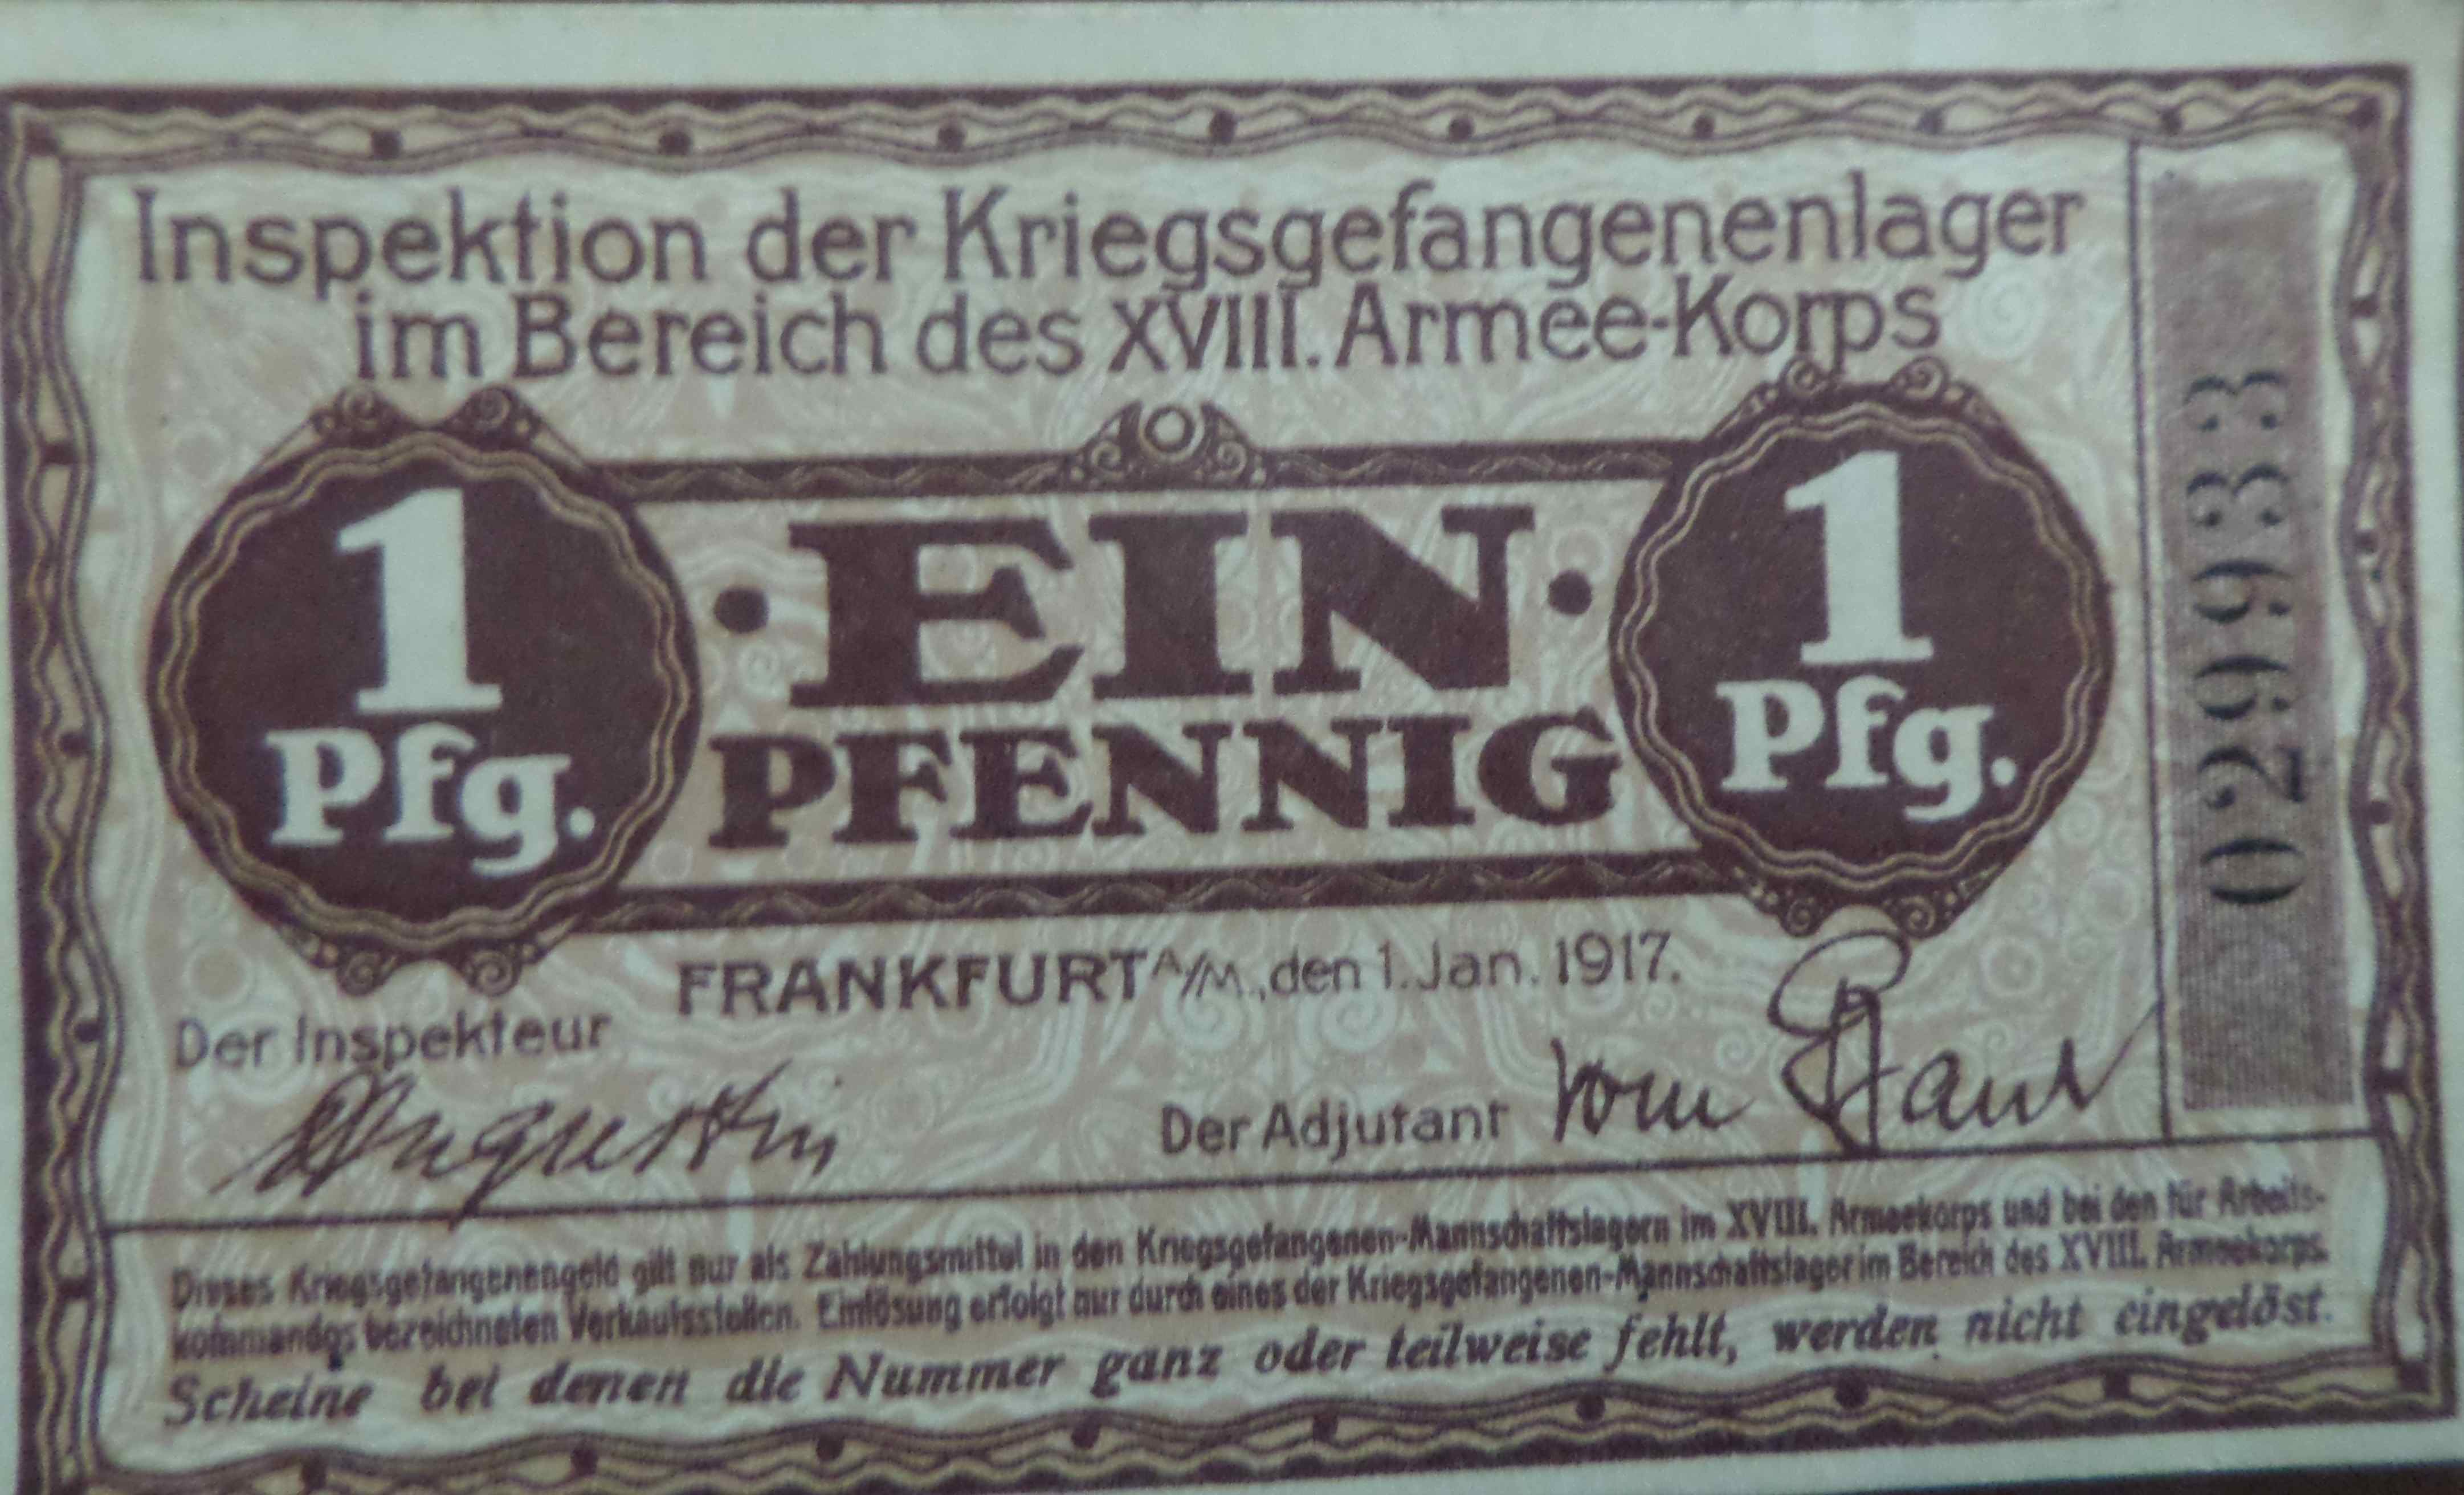 Inspektion der Kriegsgefangenenlager
im Bereich des XVIII. Armee-Korps
1
Pfg.
· EIN ·
PFENNIG
1
Pfg.
029933
FRANKFURT A/M., den 1. Jan. 1917.
Der Inspekteur
Augustin
Der Adjutant vom
Dieses Kriegsgefangenengeld gilt nur als Zahlungsmittel in den Kriegsgefangenen-Mannschaftslagern im XVIII. Armeekorps und bei den für Arbeits-
kommandos bezeichneten Verkaufsstellen. Einlösung erfolgt nur durch eines der Kriegsgefangenen-Mannschaftslager im Bereich des XVIII. Armeekorps.
Scheine bei denen die Nummer ganz oder teilweise fehlt, werden nicht eingelöst.